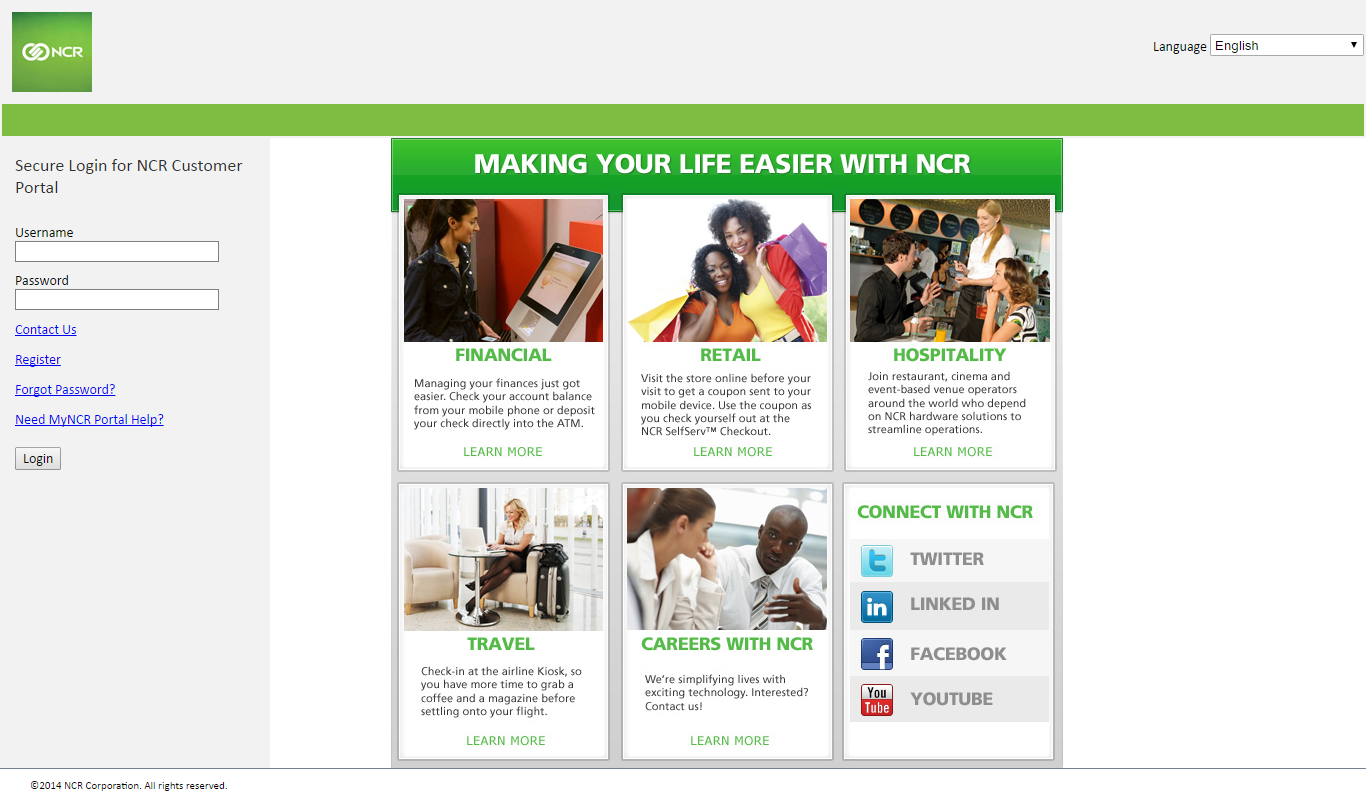 NCR
Language English
Secure Login for NCR Customer
Portal
Username
Password
Contact Us
Register
Forgot Password?
Need MyNCR Portal Help?
Login
MAKING YOUR LIFE EASIER WITH NCR
FINANCIAL
Managing your finances just got
easier. Check your account balance
from your mobile phone or deposit
your check directly into the ATM.
LEARN MORE
RETAIL
Visit the store online before your
visit to get a coupon sent to your
mobile device. Use the coupon as
you check yourself out at the
NCR SelfServ™ Checkout.
LEARN MORE
HOSPITALITY
Join restaurant, cinema and
event-based venue operators
around the world who depend
on NCR hardware solutions to
streamline operations.
LEARN MORE
TRAVEL
Check-in at the airline Kiosk, so
you have more time to grab a
coffee and a magazine before
settling onto your flight.
LEARN MORE
CAREERS WITH NCR
We're simplifying lives with
exciting technology. Interested?
Contact us!
LEARN MORE
CONNECT WITH NCR
TWITTER
in LINKED IN
FACEBOOK
You
Tube
YOUTUBE
©2014 NCR Corporation. All rights reserved.